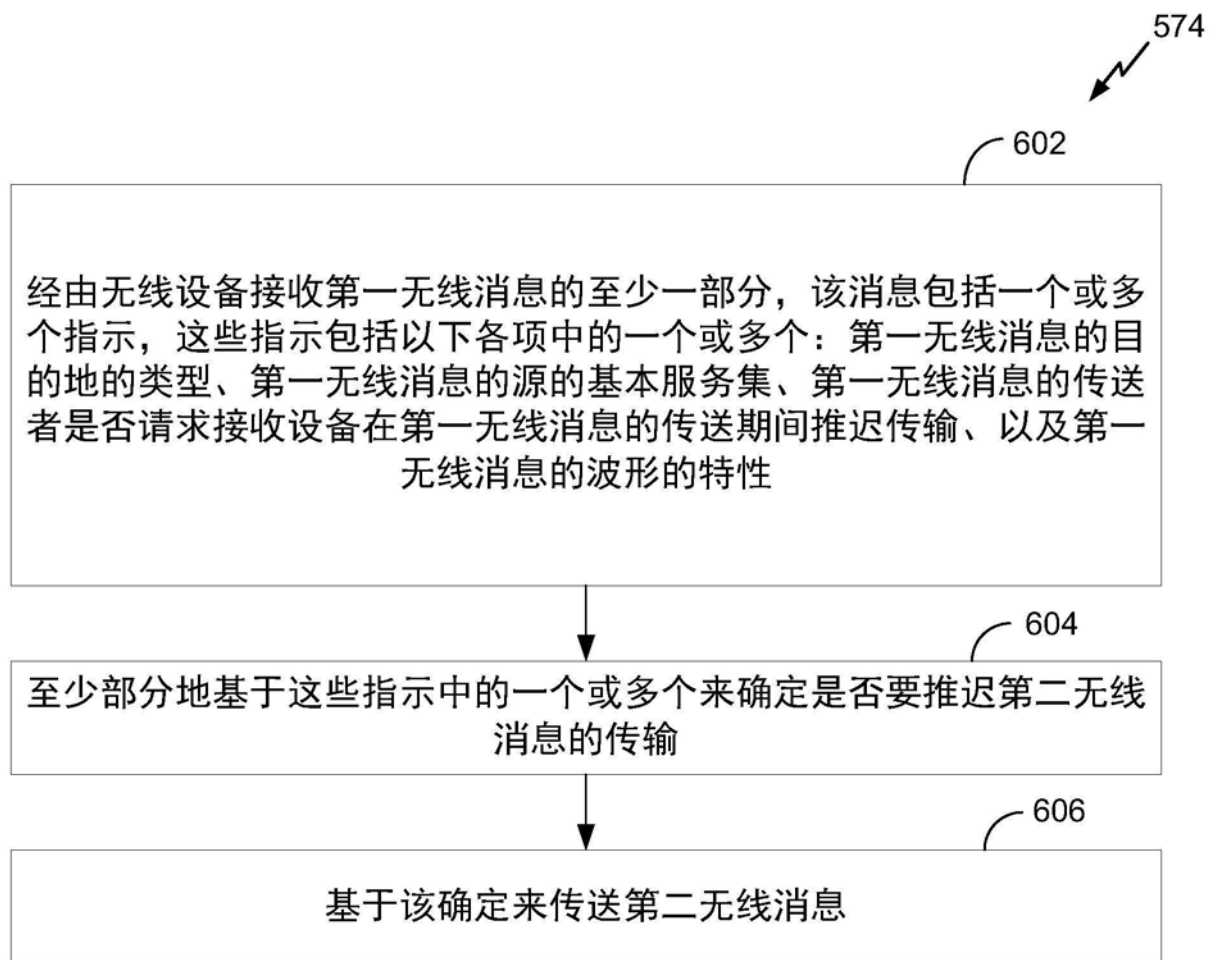 574
602
经由无线设备接收第一无线消息的至少一部分，该消息包括一个或多
个指示，这些指示包括以下各项中的一个或多个：第一无线消息的目
的地的类型、第一无线消息的源的基本服务集、第一无线消息的传送
者是否请求接收设备在第一无线消息的传送期间推迟传输、以及第一
无线消息的波形的特性
604
至少部分地基于这些指示中的一个或多个来确定是否要推迟第二无线
消息的传输
606
基于该确定来传送第二无线消息